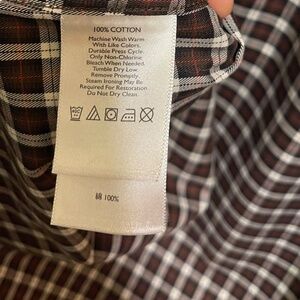 100% COTTON
Machine Wash Warm
With Like Colors.
Durable Press Cycle.
Only Non-Chlorine
Bleach When Needed.
Tumble Dry Low
Remove Promptly.
Steam Ironing May Be
Required For Restoration
Do Not Dry Clean.
綿 100%